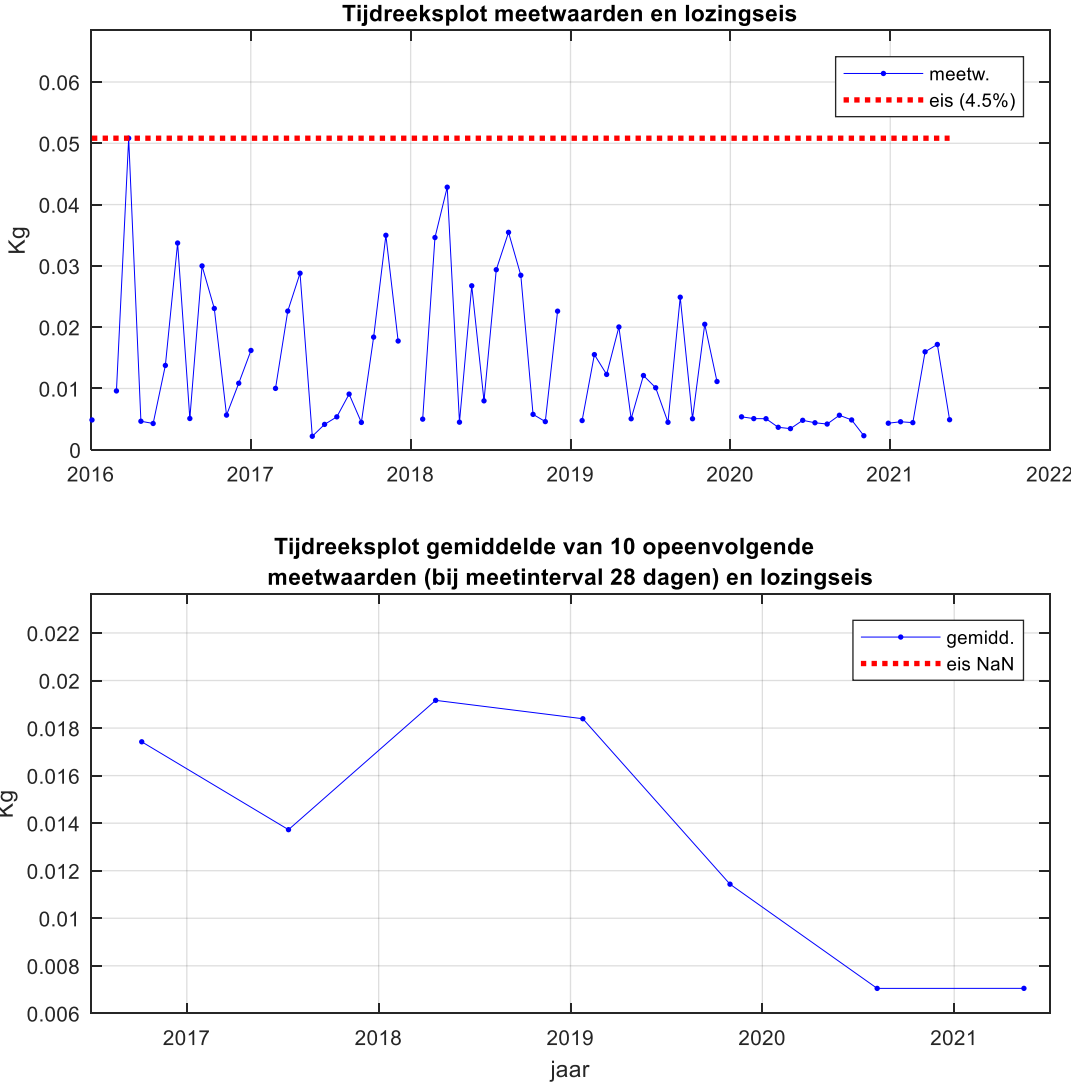 Tijdreeksplot meetwaarden en lozingseis
meetw.
eis (4.5%)
0.06
0.05
0.04
0.03
0.02
0.01
0
Kg
2016 2017 2018 2019 2020 2021 2022
Tijdreeksplot gemiddelde van 10 opeenvolgende
meetwaarden (bij meetinterval 28 dagen) en lozingseis
gemidd.
eis NaN
0.022
0.02
0.018
0.016
0.014
0.012
0.01
0.008
0.006
Kg
2017 2018 2019 2020 2021
jaar